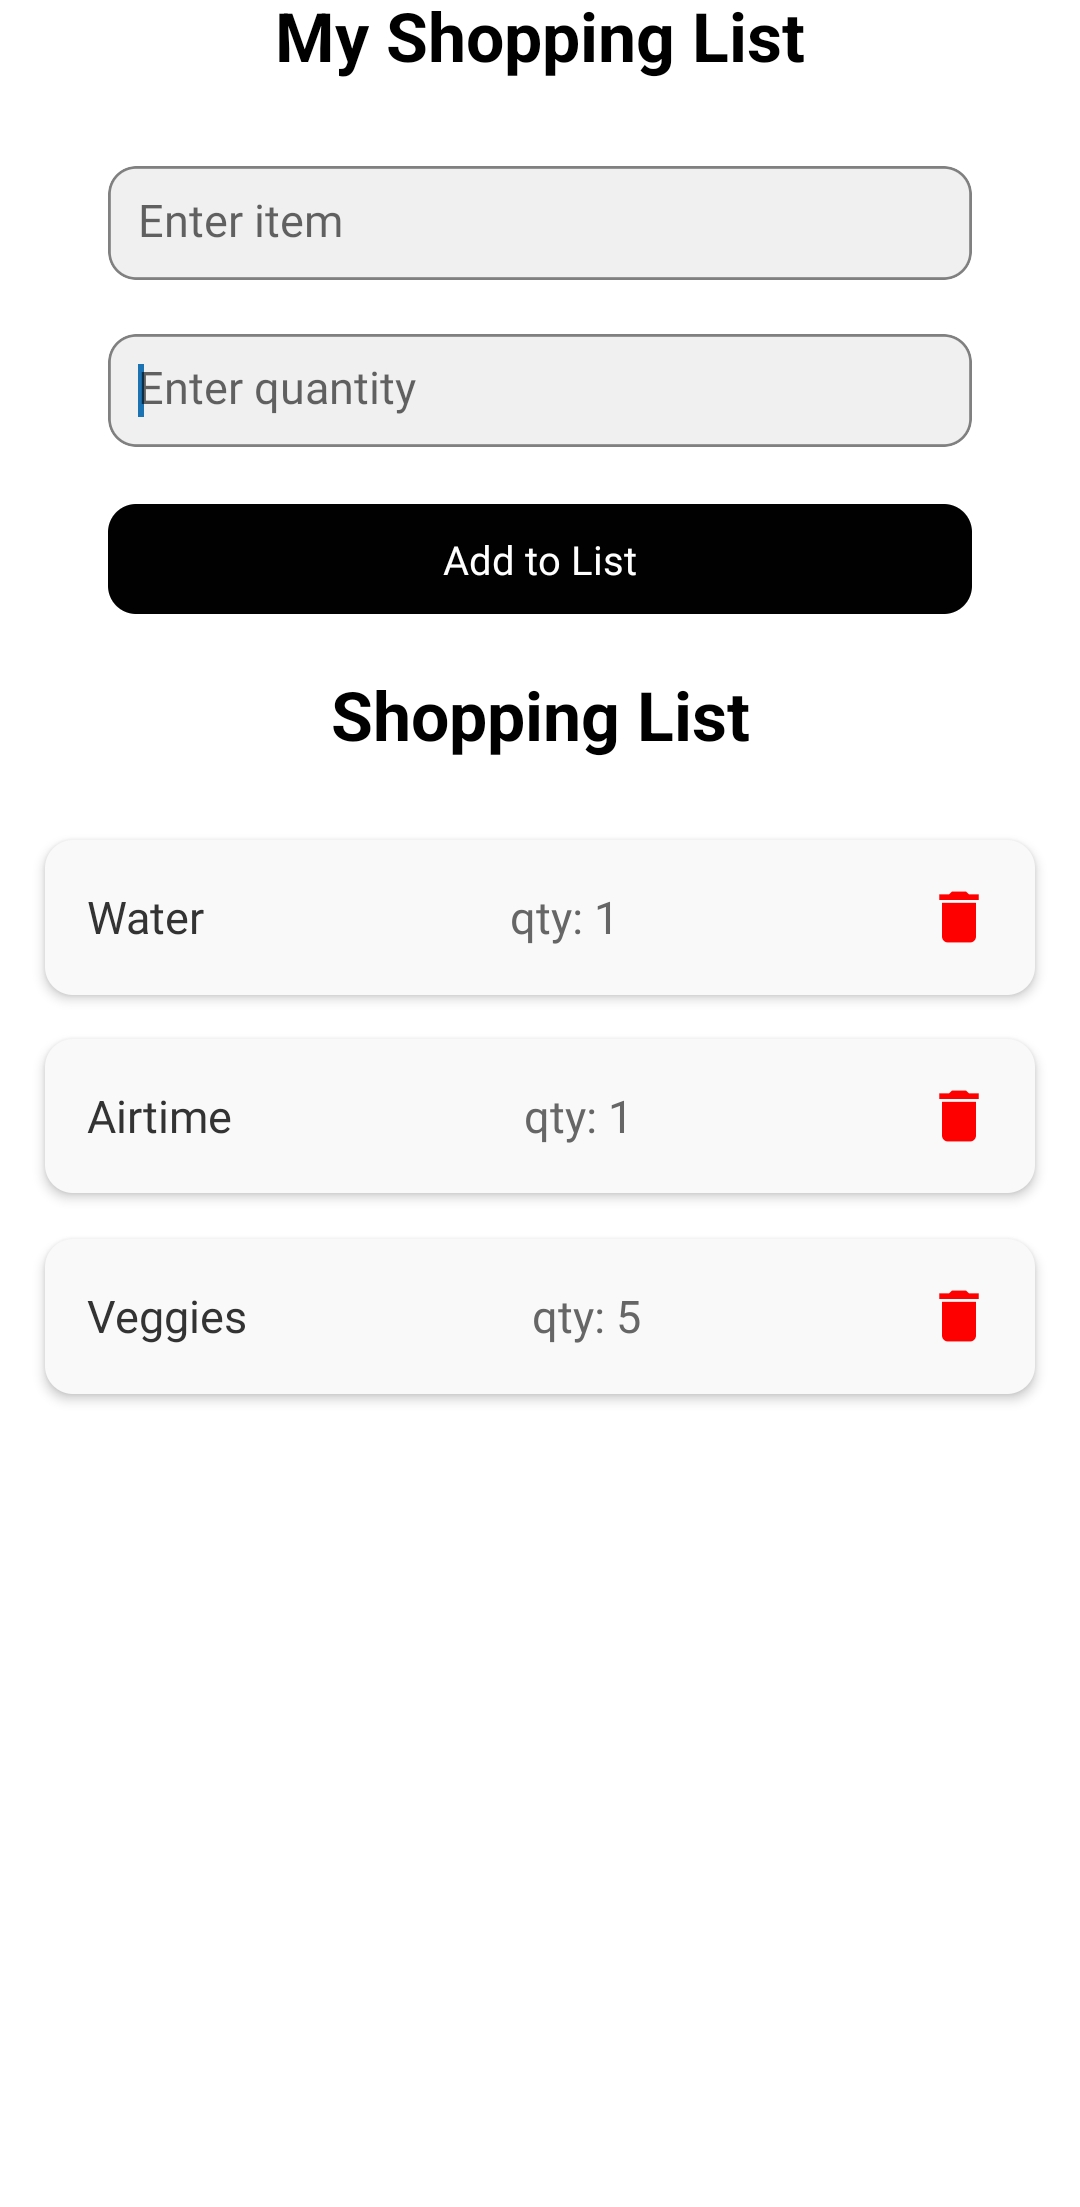 My Shopping List
Enter item
Enter quantity
Add to List
Shopping List
Water qty: 1
Airtime qty: 1
Veggies qty: 5